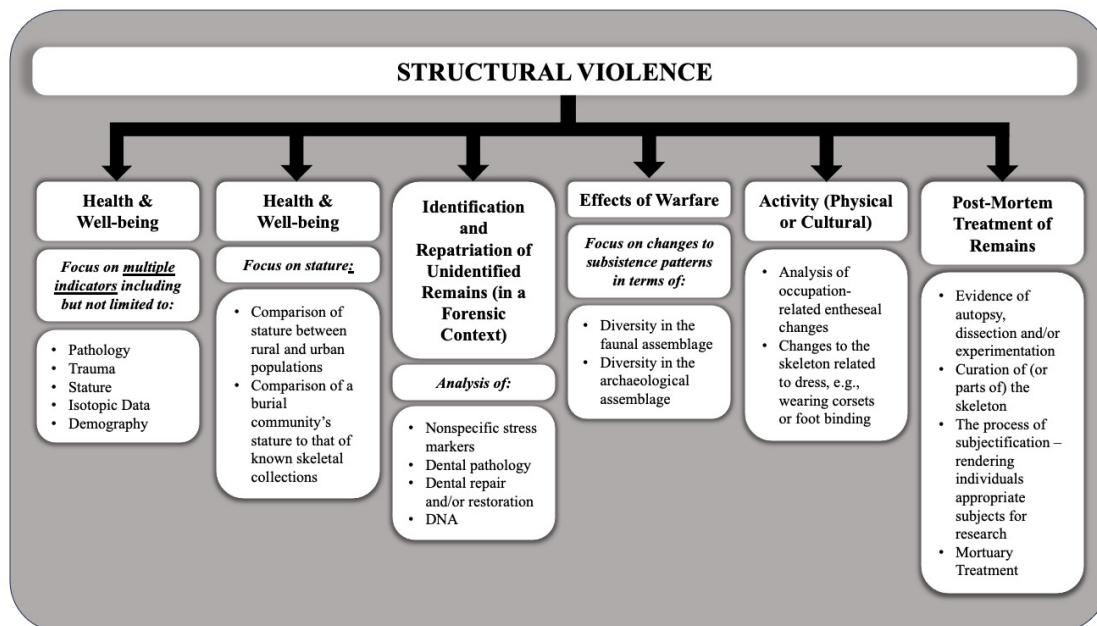 STRUCTURAL VIOLENCE
Health &
Well-being
Focus on multiple
indicators including
but not limited to:
• Pathology
• Trauma
• Stature
• Isotopic Data
• Demography
Health &
Well-being
Focus on stature;
• Comparison of
stature between
rural and urban
populations
• Comparison of a
burial
community’s
stature to that of
known skeletal
collections
Identification
and
Repatriation of
Unidentified
Remains (in a
Forensic
Context)
Analysis of:
• Nonspecific stress
markers
• Dental pathology
• Dental repair
and/or restoration
• DNA
Effects of Warfare
Focus on changes to
subsistence patterns
in terms of:
• Diversity in the
faunal assemblage
• Diversity in the
archaeological
assemblage
Activity (Physical
or Cultural)
• Analysis of
occupation-
related entheseal
changes
• Changes to the
skeleton related
to dress, e.g.,
wearing corsets
or foot binding
Post-Mortem
Treatment of
Remains
• Evidence of
autopsy,
dissection and/or
experimentation
• Curation of (or
parts of) the
skeleton
• The process of
subjectification –
rendering
individuals
appropriate
subjects for
research
• Mortuary
Treatment